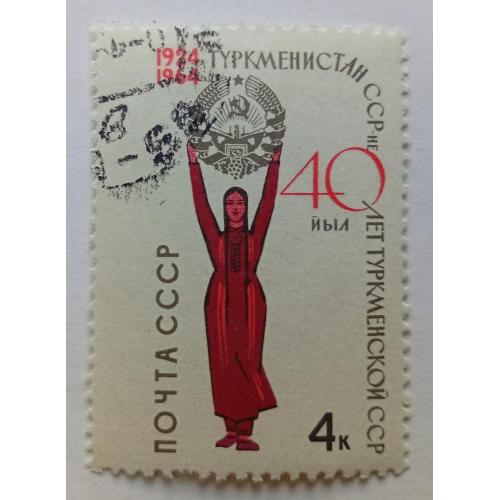 1924
1964
ТУРКМЕНИСТАН ССР-НЕ
40
ЙЫЛ
ЛЕТ ТУРКМЕНСКОЙ ССР
ПОЧТА СССР
4к